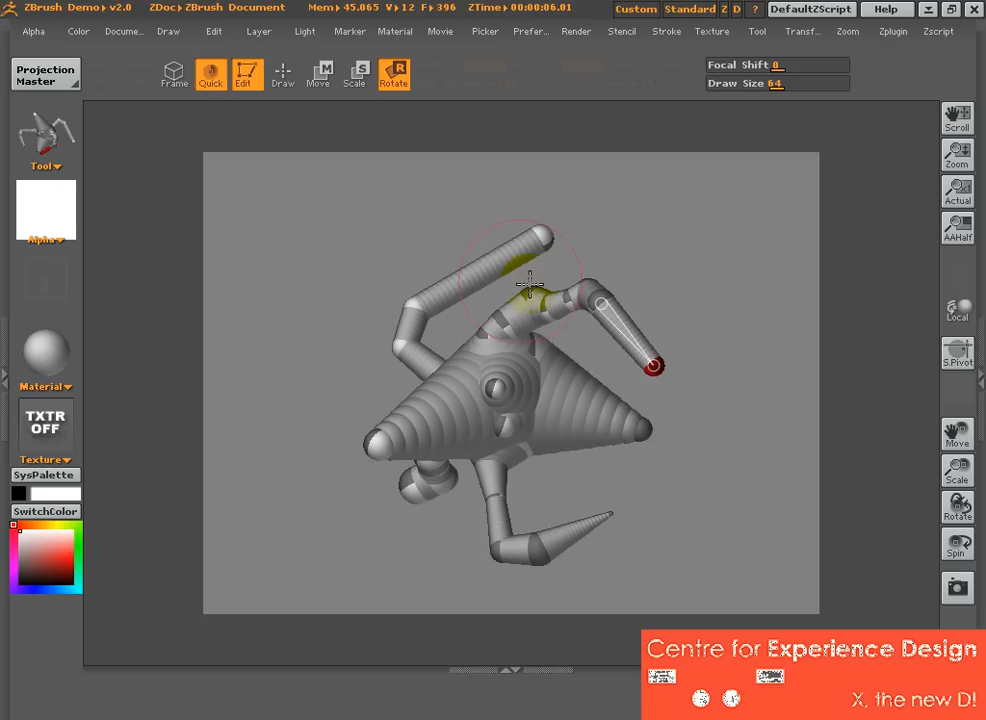 ZBrush Demo v2.0 ZDoc ZBrush Document Mem 45.065 V 12 F 396 ZTime 00:00:06.01 Custom Standard Z D ? DefaultZScript Help
Alpha Color Docume... Draw Edit Layer Light Marker Material Movie Picker Prefer... Render Stencil Stroke Texture Tool Transf... Zoom Zplugin Zscript
Projection
Master
Frame Quick Edit Draw M Move S Scale R Rotate
Focal Shift 0
Draw Size 64
Tool
Alpha
Material
TXTR
OFF
Texture
SysPalette
SwitchColor
Scroll
Zoom
Actual
AAHalf
Local
S.Pivot
Move
Scale
Rotate
Spin
Centre for Experience Design
X, the new D!